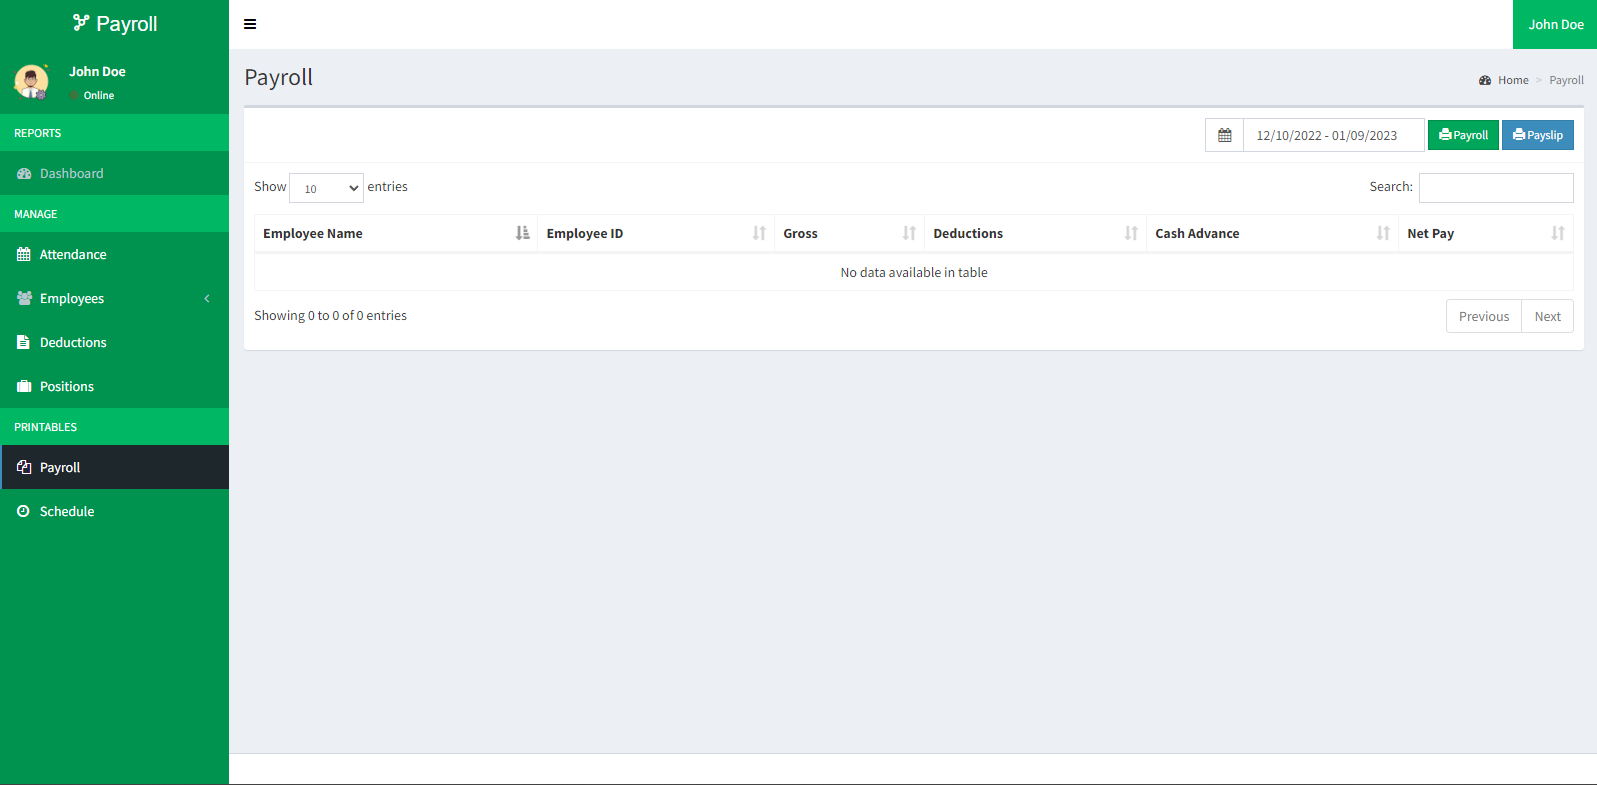 Payroll
John Doe
John Doe
Online
REPORTS
Dashboard
MANAGE
Attendance
Employees
Deductions
Positions
PRINTABLES
Payroll
Schedule
Payroll
Home > Payroll
12/10/2022 - 01/09/2023 Payroll Payslip
Show 10 entries Search:
Employee Name Employee ID Gross Deductions Cash Advance Net Pay
No data available in table
Showing 0 to 0 of 0 entries Previous Next